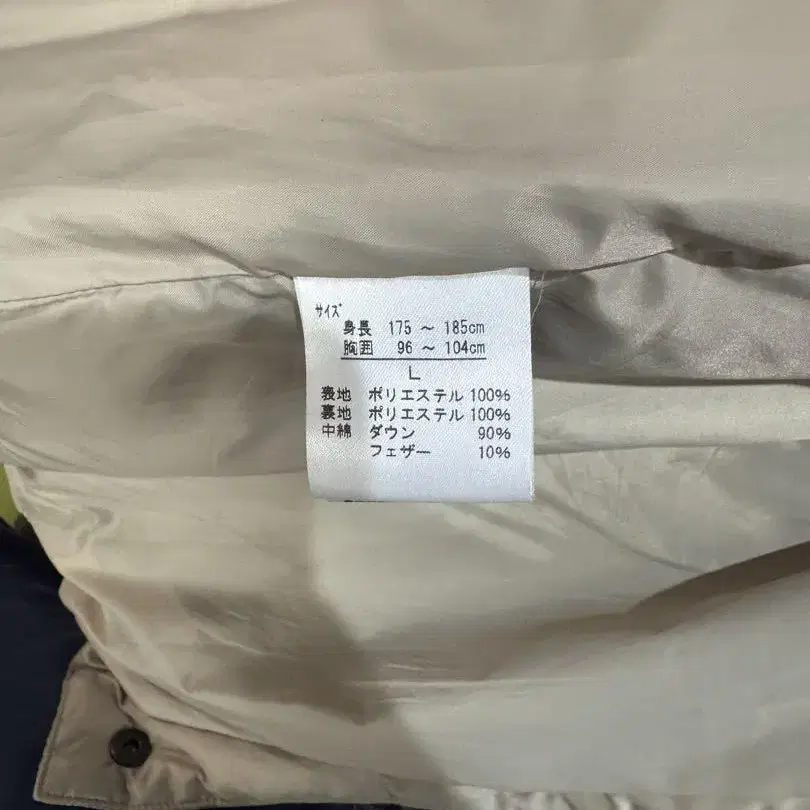 サイズ
身長 175 ～ 185cm
胸囲 96 ～ 104cm
L
表地 ポリエステル 100%
裏地 ポリエステル 100%
中綿 ダウン 90%
フェザー 10%